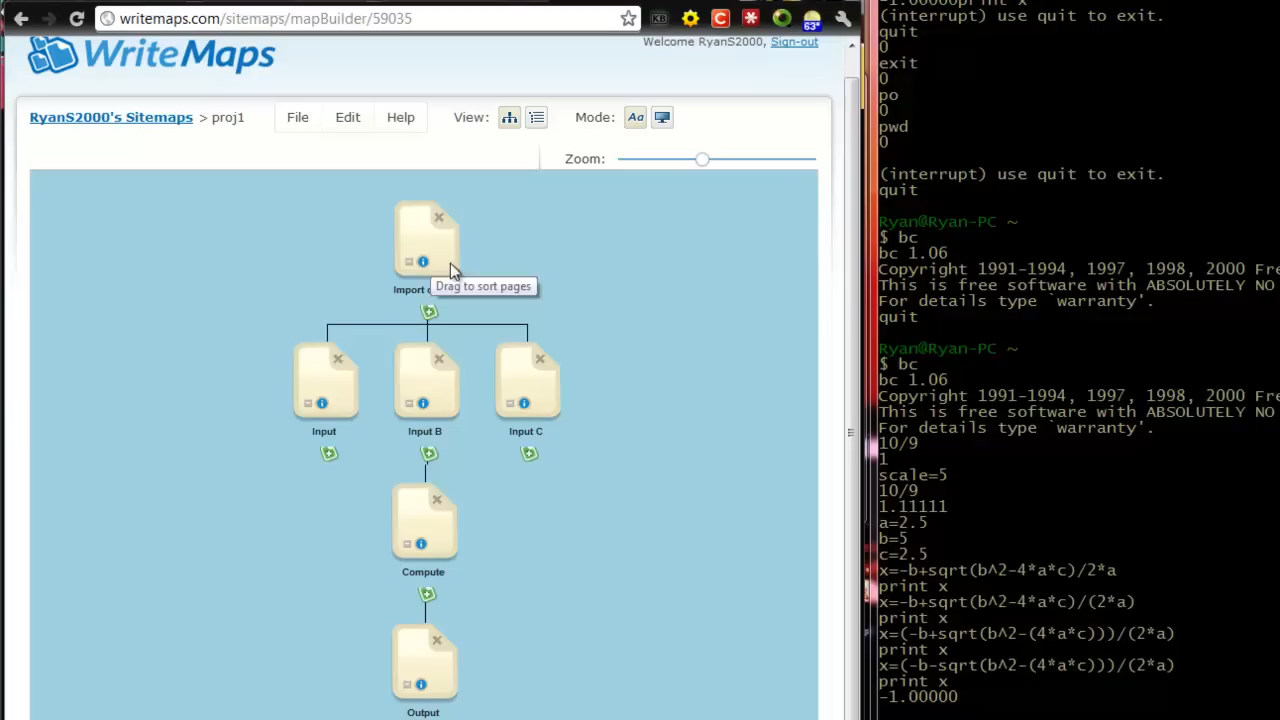 writemaps.com/sitemaps/mapBuilder/59035
KB
C
63°
WriteMaps
Welcome RyanS2000, Sign-out
RyanS2000's Sitemaps > proj1
File Edit Help
View:
Mode: Aa
Zoom:
Import
Drag to sort pages
Input
Input B
Input C
Compute
Output
(interrupt) use quit to exit.
quit
0
exit
0
po
0
pwd
0
(interrupt) use quit to exit.
quit
Ryan@Ryan-PC ~
$ bc
bc 1.06
Copyright 1991-1994, 1997, 1998, 2000 Fre
This is free software with ABSOLUTELY NO
For details type `warranty'.
quit
Ryan@Ryan-PC ~
$ bc
bc 1.06
Copyright 1991-1994, 1997, 1998, 2000 Fre
This is free software with ABSOLUTELY NO
For details type `warranty'.
10/9
1
scale=5
10/9
1.11111
a=2.5
b=5
c=2.5
x=-b+sqrt(b^2-4*a*c)/2*a
print x
x=-b+sqrt(b^2-4*a*c)/(2*a)
print x
x=(-b+sqrt(b^2-(4*a*c)))/(2*a)
print x
x=(-b-sqrt(b^2-(4*a*c)))/(2*a)
print x
-1.00000